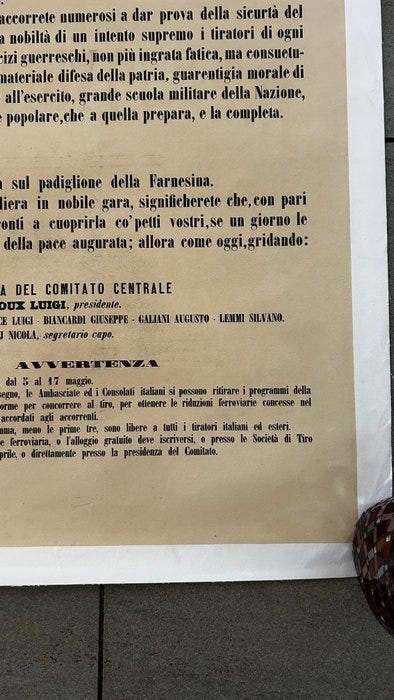 accorrete numerosi a dar prova della sicurtà del
a nobiltà di un intento supremo i tiratori di ogni
cizi guerreschi, non più ingrata fatica, ma consuetu-
materiale difesa della patria, guarentigia morale di
all'esercito, grande scuola militare della Nazione,
e popolare, che a quella prepara, e la completa.
sul padiglione della Farnesina.
liera in nobile gara, significherete che, con pari
ronti a cuoprirla co' petti vostri, se un giorno le
della pace augurata; allora come oggi, gridando:
A DEL COMITATO CENTRALE
OUX LUIGI, presidente.
CE LUIGI - BIANCARDI GIUSEPPE - GALIANI AUGUSTO - LEMMI SILVANO.
J NICOLA, segretario capo.
AVVERTENZA
dal 5 al 17 maggio.
segno, le Ambasciate ed i Consolati italiani si possono ritirare i programmi della
orme per concorrere al tiro, per ottenere le riduzioni ferroviarie concesse nel
accordati agli accorrenti.
mma, meno le prime tre, sono libere a tutti i tiratori italiani ed esteri.
e ferroviaria, o l'alloggio gratuito deve iscriversi, o presso le Società di Tiro
prile, o direttamente presso la presidenza del Comitato.